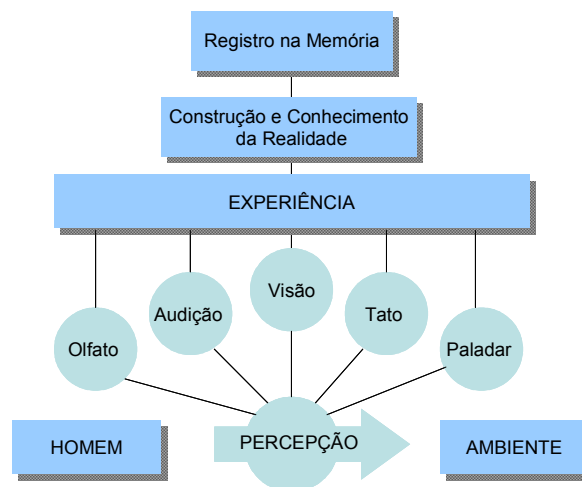 Registro na Memória
Construção e Conhecimento
da Realidade
EXPERIÊNCIA
Visão
Audição
Tato
Olfato
Paladar
HOMEM
PERCEPÇÃO
AMBIENTE